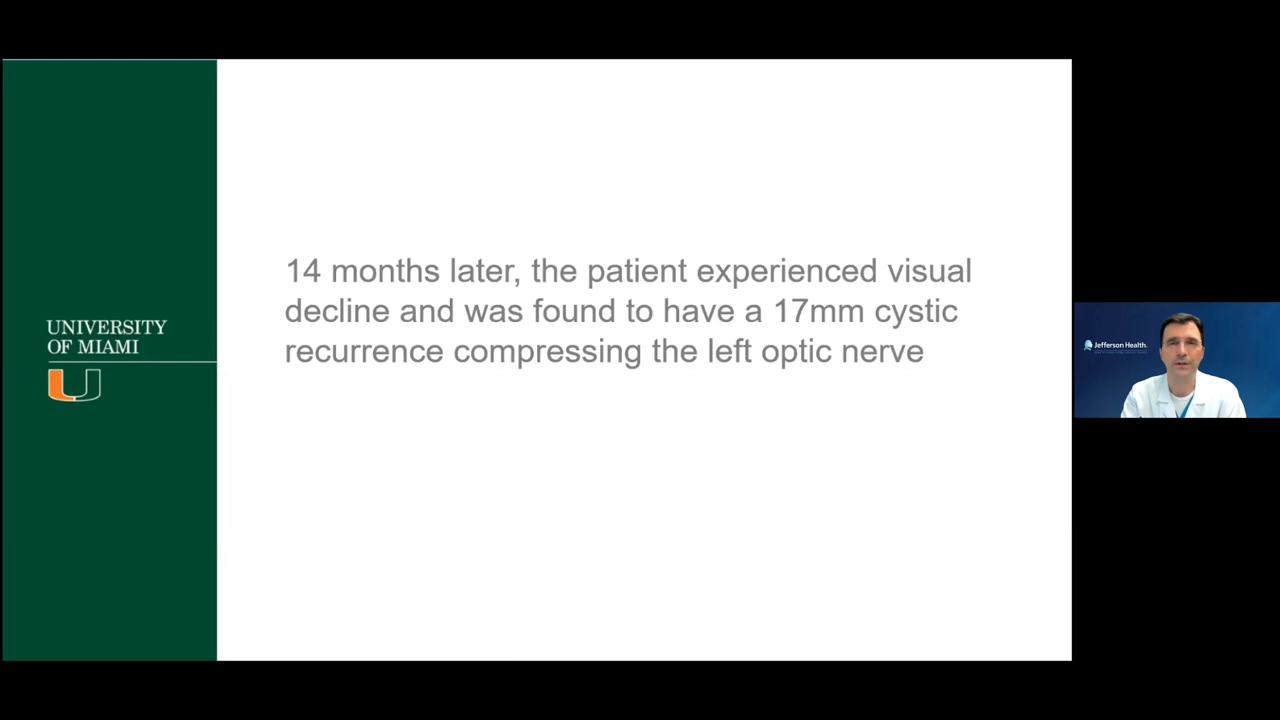 14 months later, the patient experienced visual
decline and was found to have a 17mm cystic
recurrence compressing the left optic nerve
UNIVERSITY
OF MIAMI
Jefferson Health.